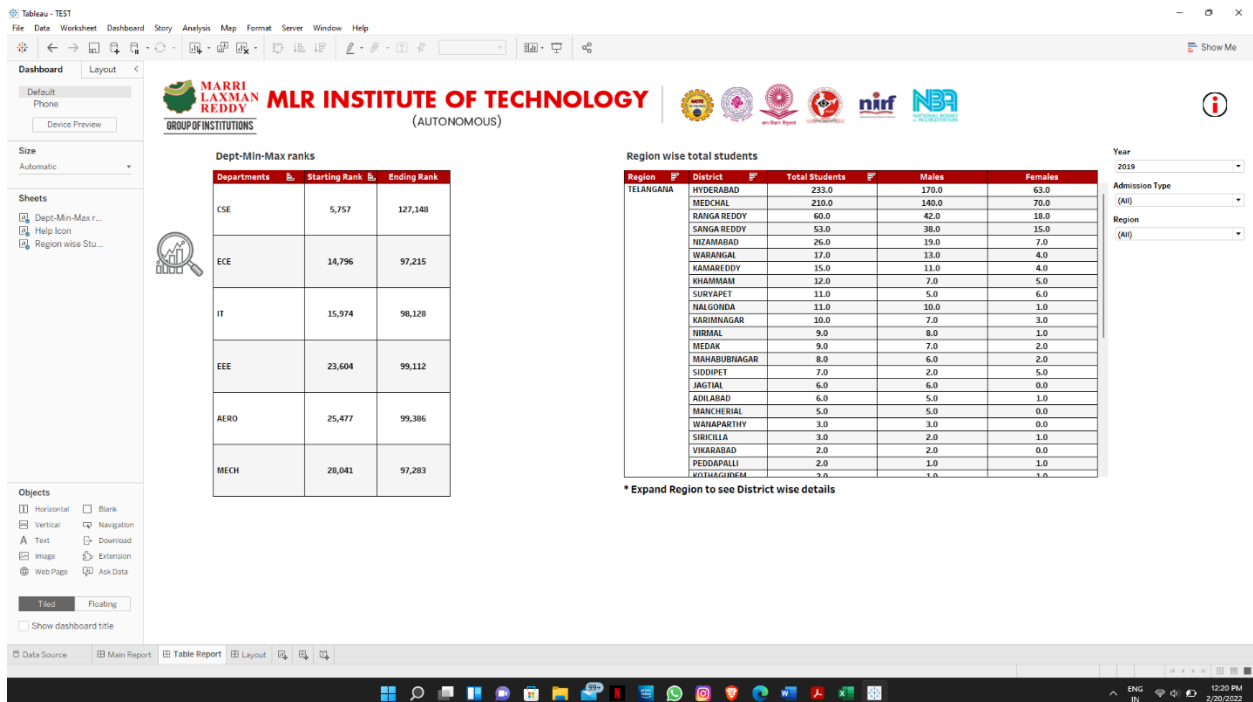 Tableau - TEST
File Data Worksheet Dashboard Story Analysis Map Format Server Window Help
Show Me
Dashboard Layout
Default
Phone
Device Preview
Size
Automatic
Sheets
Dept-Min-Max r...
Help Icon
Region wise Stu...
Objects
Horizontal Blank
Vertical Navigation
Text Download
Image Extension
Web Page Ask Data
Tiled Floating
Show dashboard title
MARRI
LAXMAN
REDDY
GROUP OF INSTITUTIONS
MLR INSTITUTE OF TECHNOLOGY
(AUTONOMOUS)
nirf
NBA
NATIONAL BOARD
of ACCREDITATION
Dept-Min-Max ranks
Departments Starting Rank Ending Rank
CSE 5,757 127,148
ECE 14,796 97,215
IT 15,974 98,128
EEE 23,604 99,112
AERO 25,477 99,386
MECH 28,041 97,283
Region wise total students
Region District Total Students Males Females
TELANGANA HYDERABAD 233.0 170.0 63.0
MEDCHAL 210.0 140.0 70.0
RANGA REDDY 60.0 42.0 18.0
SANGA REDDY 53.0 38.0 15.0
NIZAMABAD 26.0 19.0 7.0
WARANGAL 17.0 13.0 4.0
KAMAREDDY 15.0 11.0 4.0
KHAMMAM 12.0 7.0 5.0
SURYAPET 11.0 5.0 6.0
NALGONDA 11.0 10.0 1.0
KARIMNAGAR 10.0 7.0 3.0
NIRMAL 9.0 8.0 1.0
MEDAK 9.0 7.0 2.0
MAHABUBNAGAR 8.0 6.0 2.0
SIDDIPET 7.0 2.0 5.0
JAGTIAL 6.0 6.0 0.0
ADILABAD 6.0 5.0 1.0
MANCHERIAL 5.0 5.0 0.0
WANAPARTHY 3.0 3.0 0.0
SIRICILLA 3.0 2.0 1.0
VIKARABAD 2.0 2.0 0.0
PEDDAPALLI 2.0 1.0 1.0
KOTHAGUDEM 2.0 1.0 1.0
* Expand Region to see District wise details
Year
2019
Admission Type
(All)
Region
(All)
Data Source Main Report Table Report Layout
99+
ENG
IN
12:20 PM
2/20/2022